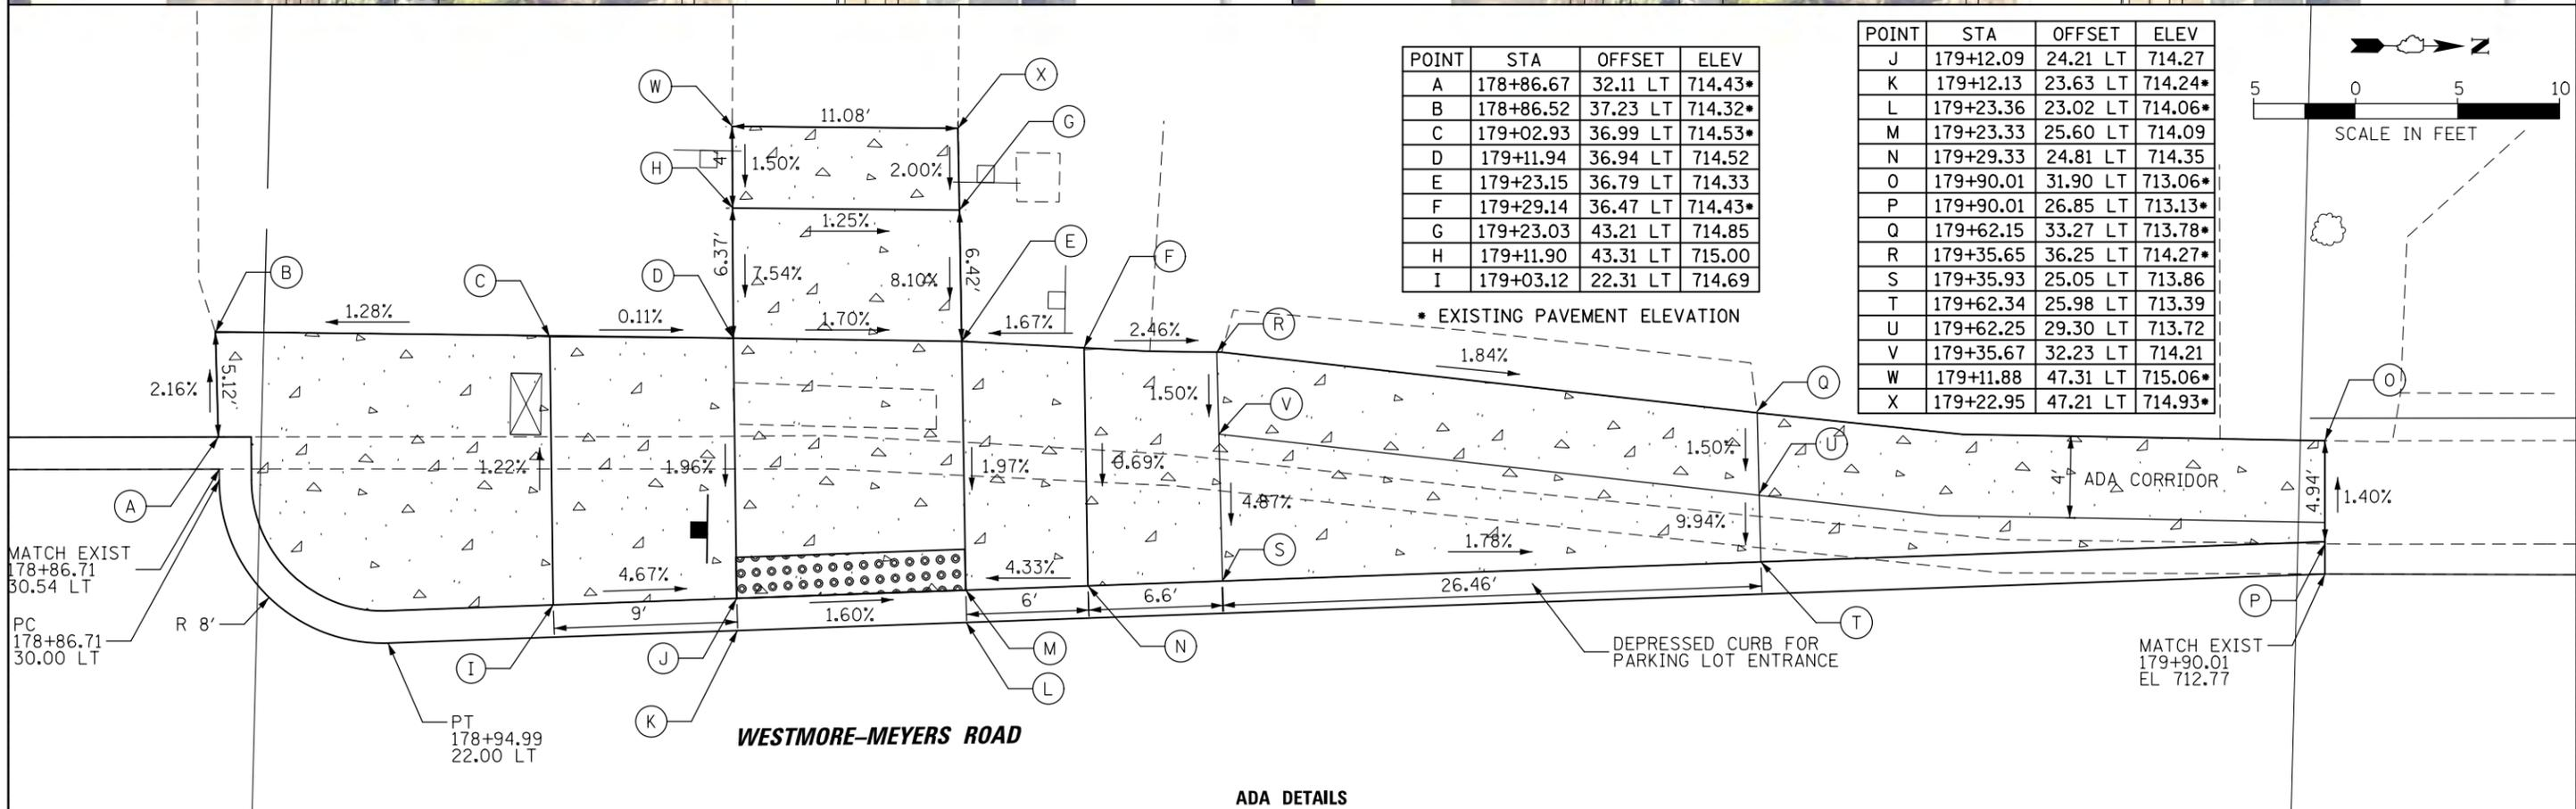 POINT STA OFFSET ELEV
A 178+86.67 32.11 LT 714.43*
B 178+86.52 37.23 LT 714.32*
C 179+02.93 36.99 LT 714.53*
D 179+11.94 36.94 LT 714.52
E 179+23.15 36.79 LT 714.33
F 179+29.14 36.47 LT 714.43*
G 179+23.03 43.21 LT 714.85
H 179+11.90 43.31 LT 715.00
I 179+03.12 22.31 LT 714.69
* EXISTING PAVEMENT ELEVATION
POINT STA OFFSET ELEV
J 179+12.09 24.21 LT 714.27
K 179+12.13 23.63 LT 714.24*
L 179+23.36 23.02 LT 714.06*
M 179+23.33 25.60 LT 714.09
N 179+29.33 24.81 LT 714.35
O 179+90.01 31.90 LT 713.06*
P 179+90.01 26.85 LT 713.13*
Q 179+62.15 33.27 LT 713.78*
R 179+35.65 36.25 LT 714.27*
S 179+35.93 25.05 LT 713.86
T 179+62.34 25.98 LT 713.39
U 179+62.25 29.30 LT 713.72
V 179+35.67 32.23 LT 714.21
W 179+11.88 47.31 LT 715.06*
X 179+22.95 47.21 LT 714.93*
N
5 0 5 10
SCALE IN FEET
W
X
11.08'
G
4'
1.50%
2.00%
H
1.25%
6.37'
6.42'
E
F
B
C
D
7.54%
8.10%
1.28%
0.11%
1.70%
1.67%
2.46%
R
1.84%
2.16%
5.12'
1.50%
V
Q
O
1.22%
1.96%
1.97%
0.69%
1.50%
U
4'
ADA CORRIDOR
4.94'
1.40%
A
4.87%
9.94%
MATCH EXIST
178+86.71
30.54 LT
S
1.78%
4.67%
4.33%
26.46'
R 8'
9'
1.60%
6'
6.6'
P
PC
178+86.71
30.00 LT
I
J
M
N
T
DEPRESSED CURB FOR
PARKING LOT ENTRANCE
MATCH EXIST
179+90.01
EL 712.77
L
K
PT
178+94.99
22.00 LT
WESTMORE-MEYERS ROAD
ADA DETAILS